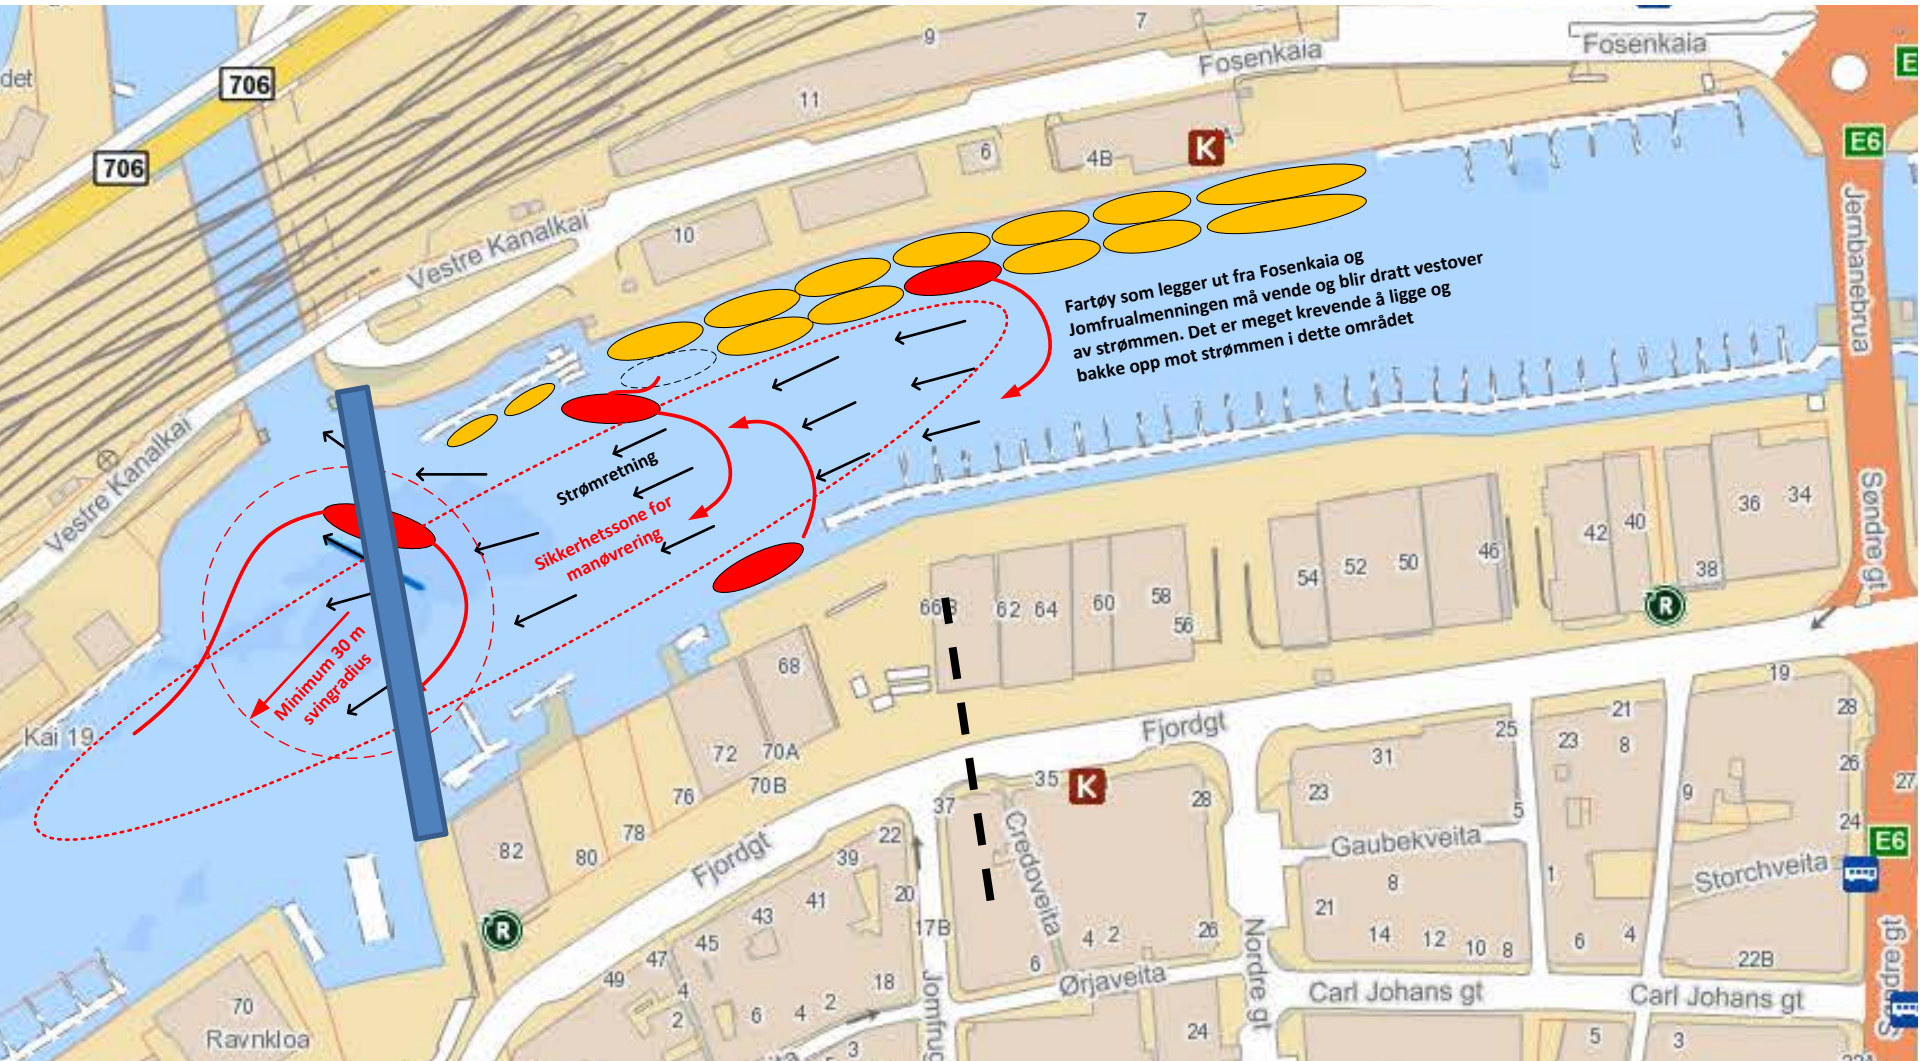 det
706
706
9
7
11
Fosenkaia
Fosenkaia
E
E6
K
6
4B
10
Vestre Kanalkai
Vestre Kanalkai
Jernbanebrua
Fartøy som legger ut fra Fosenkaia og
Jomfrualmenningen må vende og blir dratt vestover
av strømmen. Det er meget krevende å ligge og
bakke opp mot strømmen i dette området
Strømretning
Sikkerhetssone for
manøvrering
Minimum 30 m
svingradius
Kai 19
Søndre gt
34
36
38
40
42
46
50
52
54
56
58
60
62
64
68
R
72
70A
70B
76
78
80
82
R
Fjordgt
Fjordgt
35
K
37
28
22
39
20
41
43
45
47
49
17B
18
4
2
6
4
2
3
Credoveita
4
2
6
26
Ørjaveita
24
Nordre gt
31
25
23
5
Gaubekveita
8
21
14
12
10
8
Carl Johans gt
Carl Johans gt
19
21
23
8
28
26
9
24
27
E6
Storchveita
1
6
4
22B
5
3
70
Ravnkloa